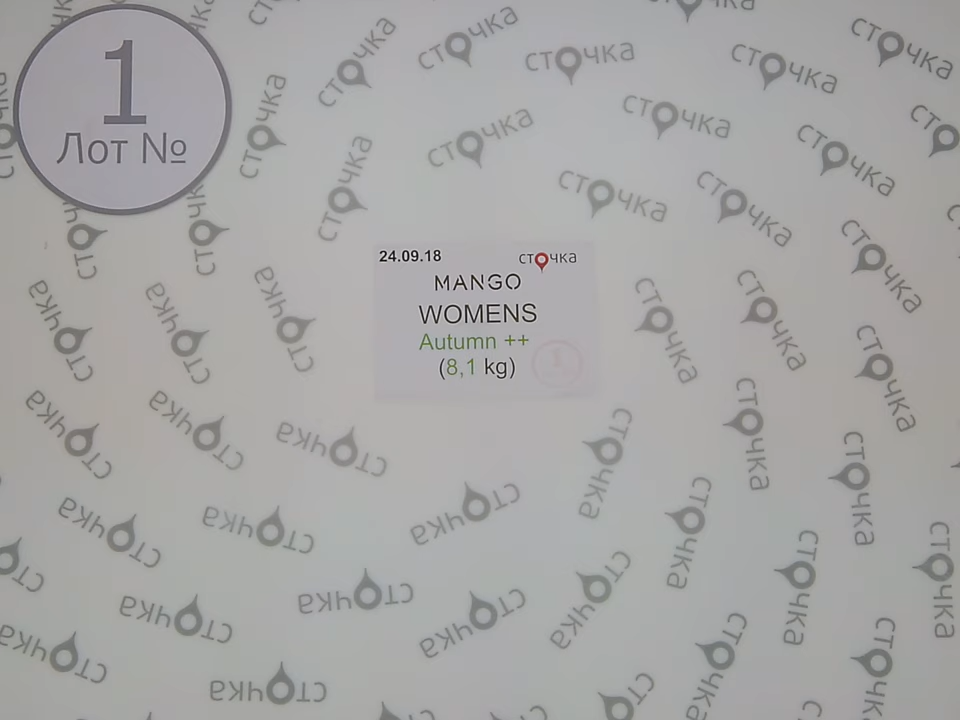 1
Лот №
24.09.18 сточка
MANGO
WOMENS
Autumn ++
(8,1 kg)